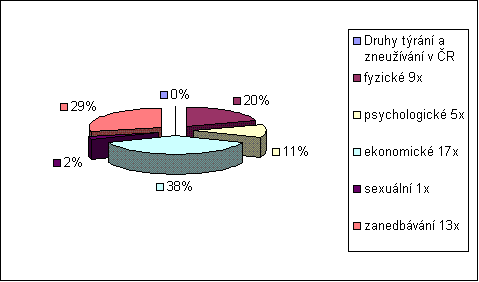 0%
20%
11%
38%
2%
29%
Druhy týrání a
zneužívání v ČR
fyzické 9x
psychologické 5x
ekonomické 17x
sexuální 1x
zanedbávání 13x